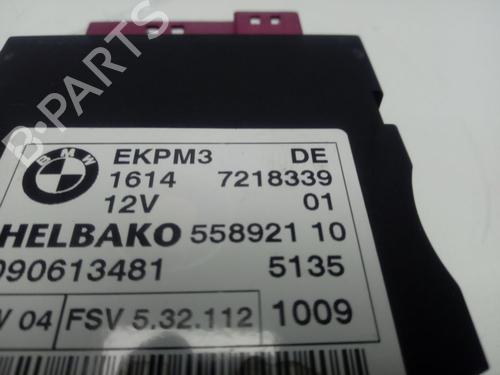 B-PARTS
BMW
EKPM3 DE
1614 7218339
12V 01
HELBAKO 558921 10
090613481 5135
04 FSV 5.32.112 1009